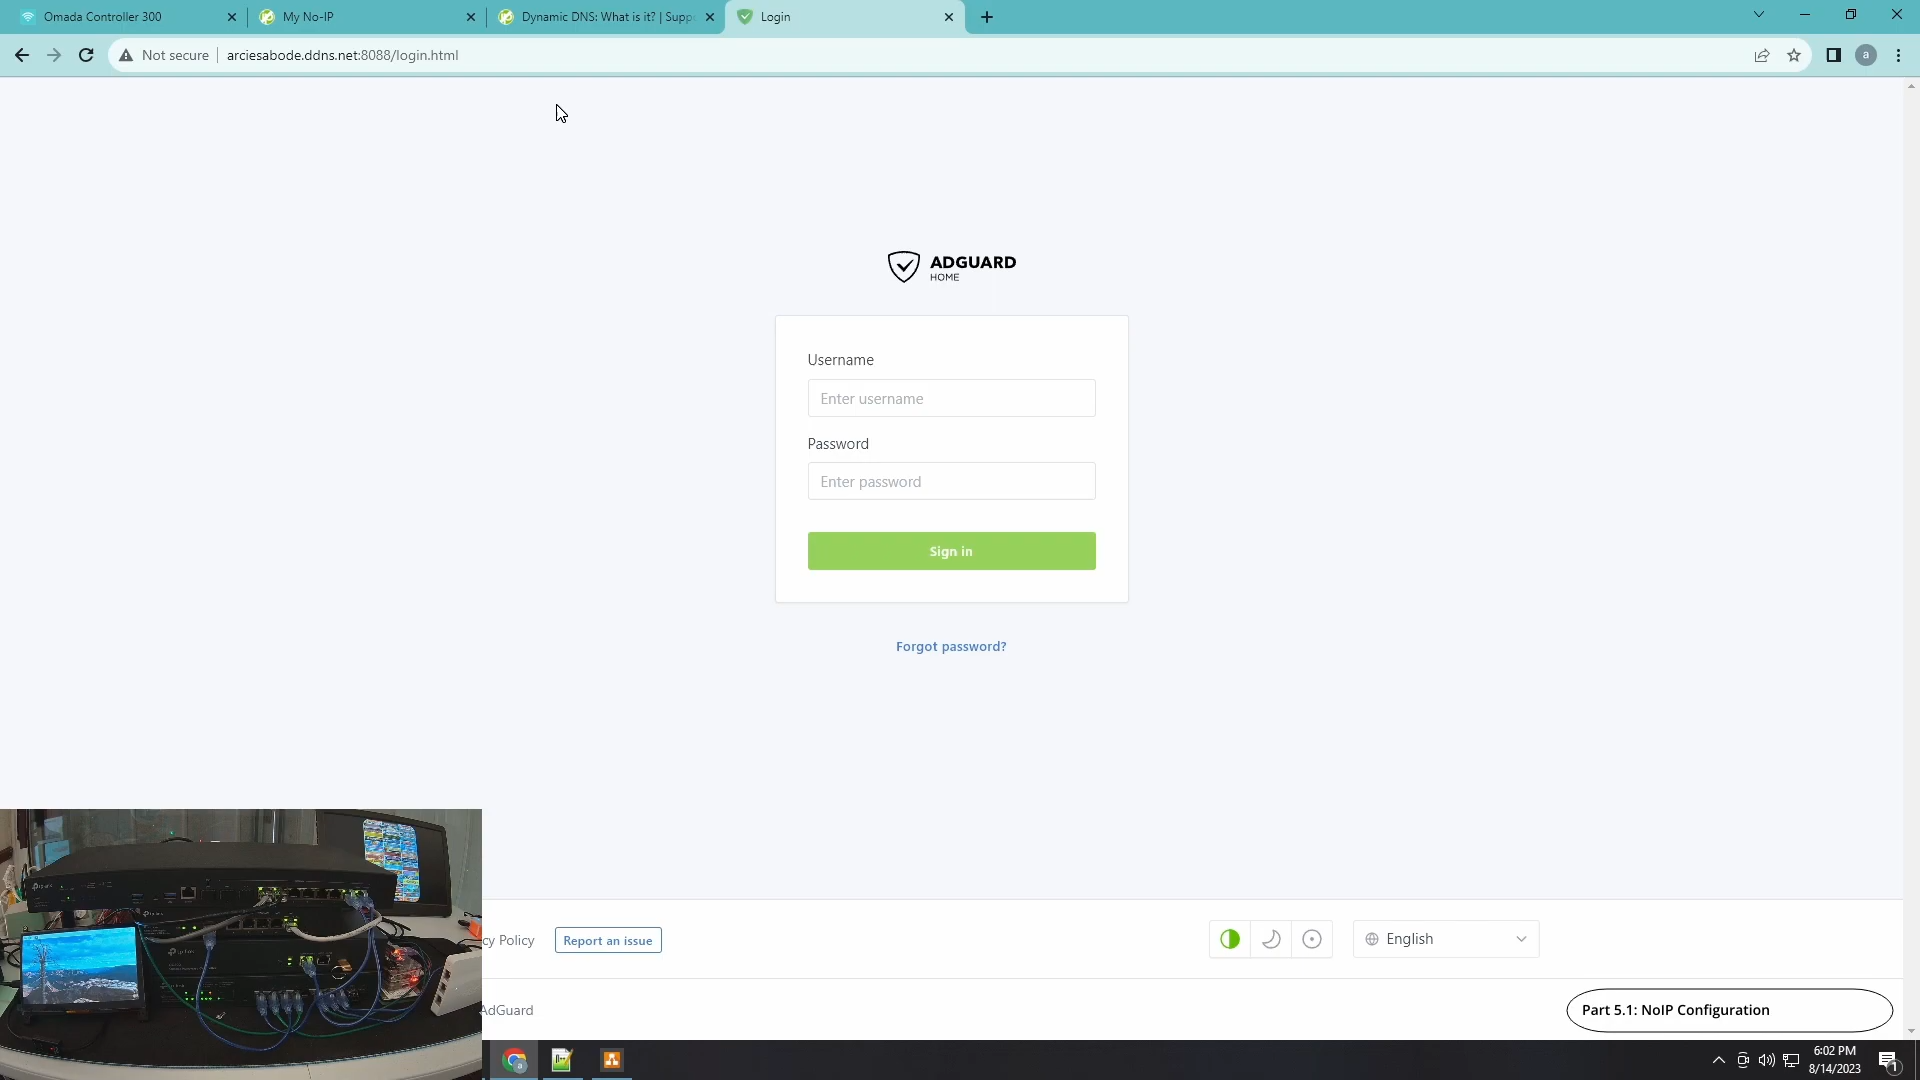 Omada Controller 300
My No-IP
Dynamic DNS: What is it? | Supp
Login
Not secure
arciesabode.ddns.net:8088/login.html
a
ADGUARD
HOME
Username
Enter username
Password
Enter password
Sign in
Forgot password?
cy Policy
Report an issue
English
AdGuard
Part 5.1: NoIP Configuration
6:02 PM
8/14/2023
1